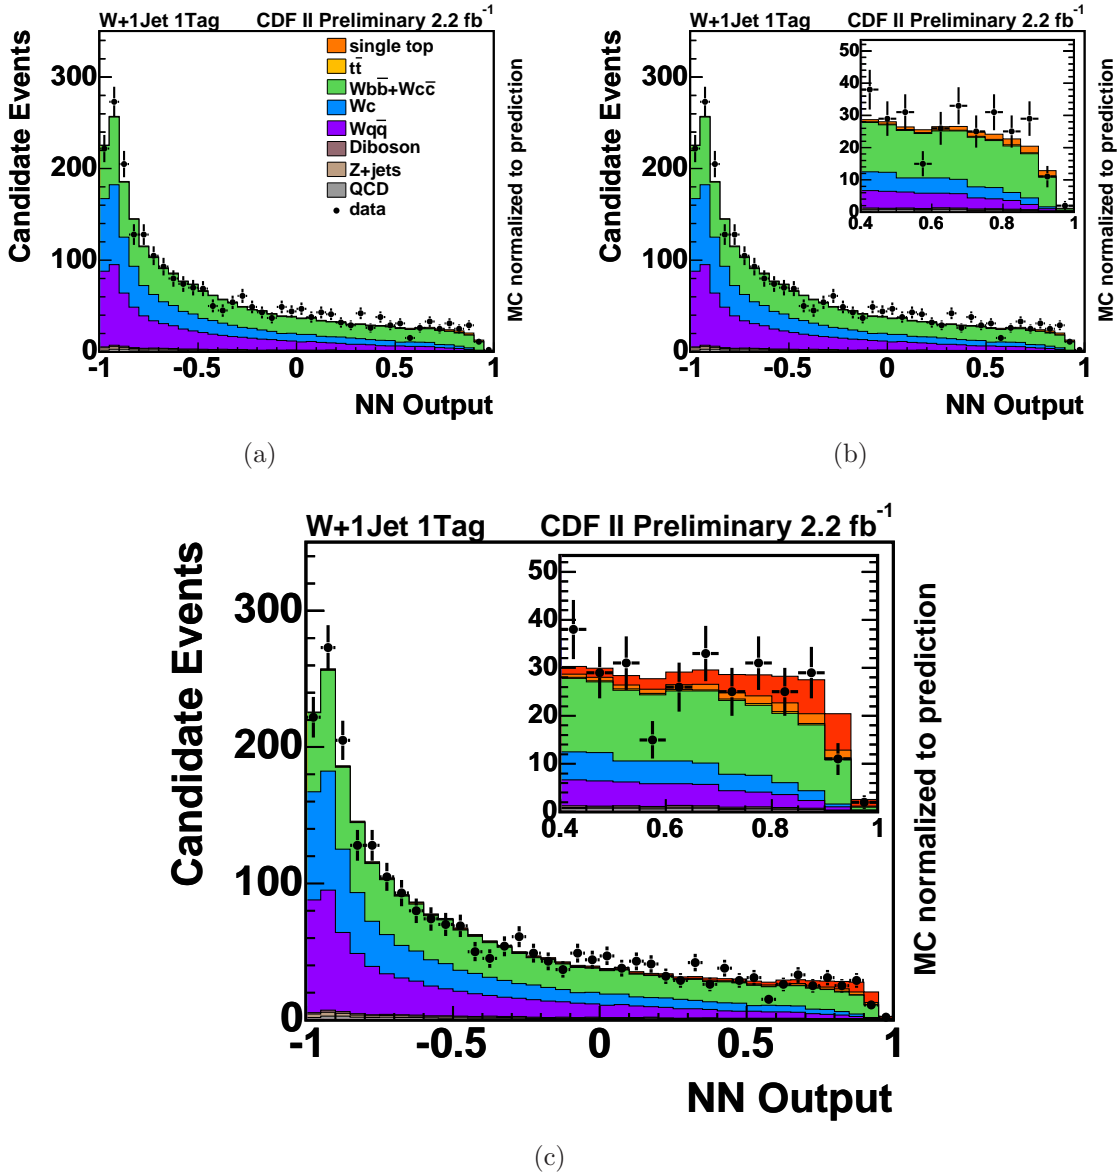 W+1Jet 1Tag CDF II Preliminary 2.2 fb-1
Candidate Events
300
200
100
0
single top
tt̄
Wbb̄+Wcc̄
Wc
Wqq̄
Diboson
Z+jets
QCD
data
MC normalized to prediction
-1 -0.5 0 0.5 1
NN Output
(a)
W+1Jet 1Tag CDF II Preliminary 2.2 fb-1
Candidate Events
300
200
100
0
50
40
30
20
10
0
0.4 0.6 0.8 1
MC normalized to prediction
-1 -0.5 0 0.5 1
NN Output
(b)
W+1Jet 1Tag CDF II Preliminary 2.2 fb-1
Candidate Events
300
200
100
0
50
40
30
20
10
0
0.4 0.6 0.8 1
MC normalized to prediction
-1 -0.5 0 0.5 1
NN Output
(c)